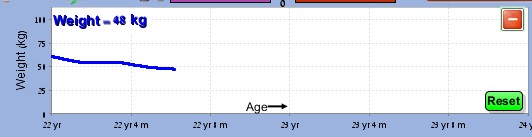 0
Weight = 48 kg
Weight (kg)
100
75
50
25
0
Age
Reset
22 yr
22 yr 4 m
22 yr 8 m
23 yr
23 yr 4 m
23 yr 8 m
24 y